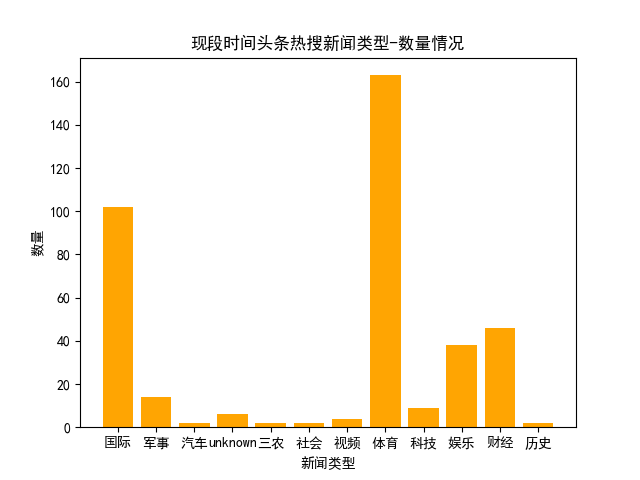 现段时间头条热搜新闻类型-数量情况
数量
160
140
120
100
80
60
40
20
0
国际 军事 汽车 unknown 三农 社会 视频 体育 科技 娱乐 财经 历史
新闻类型